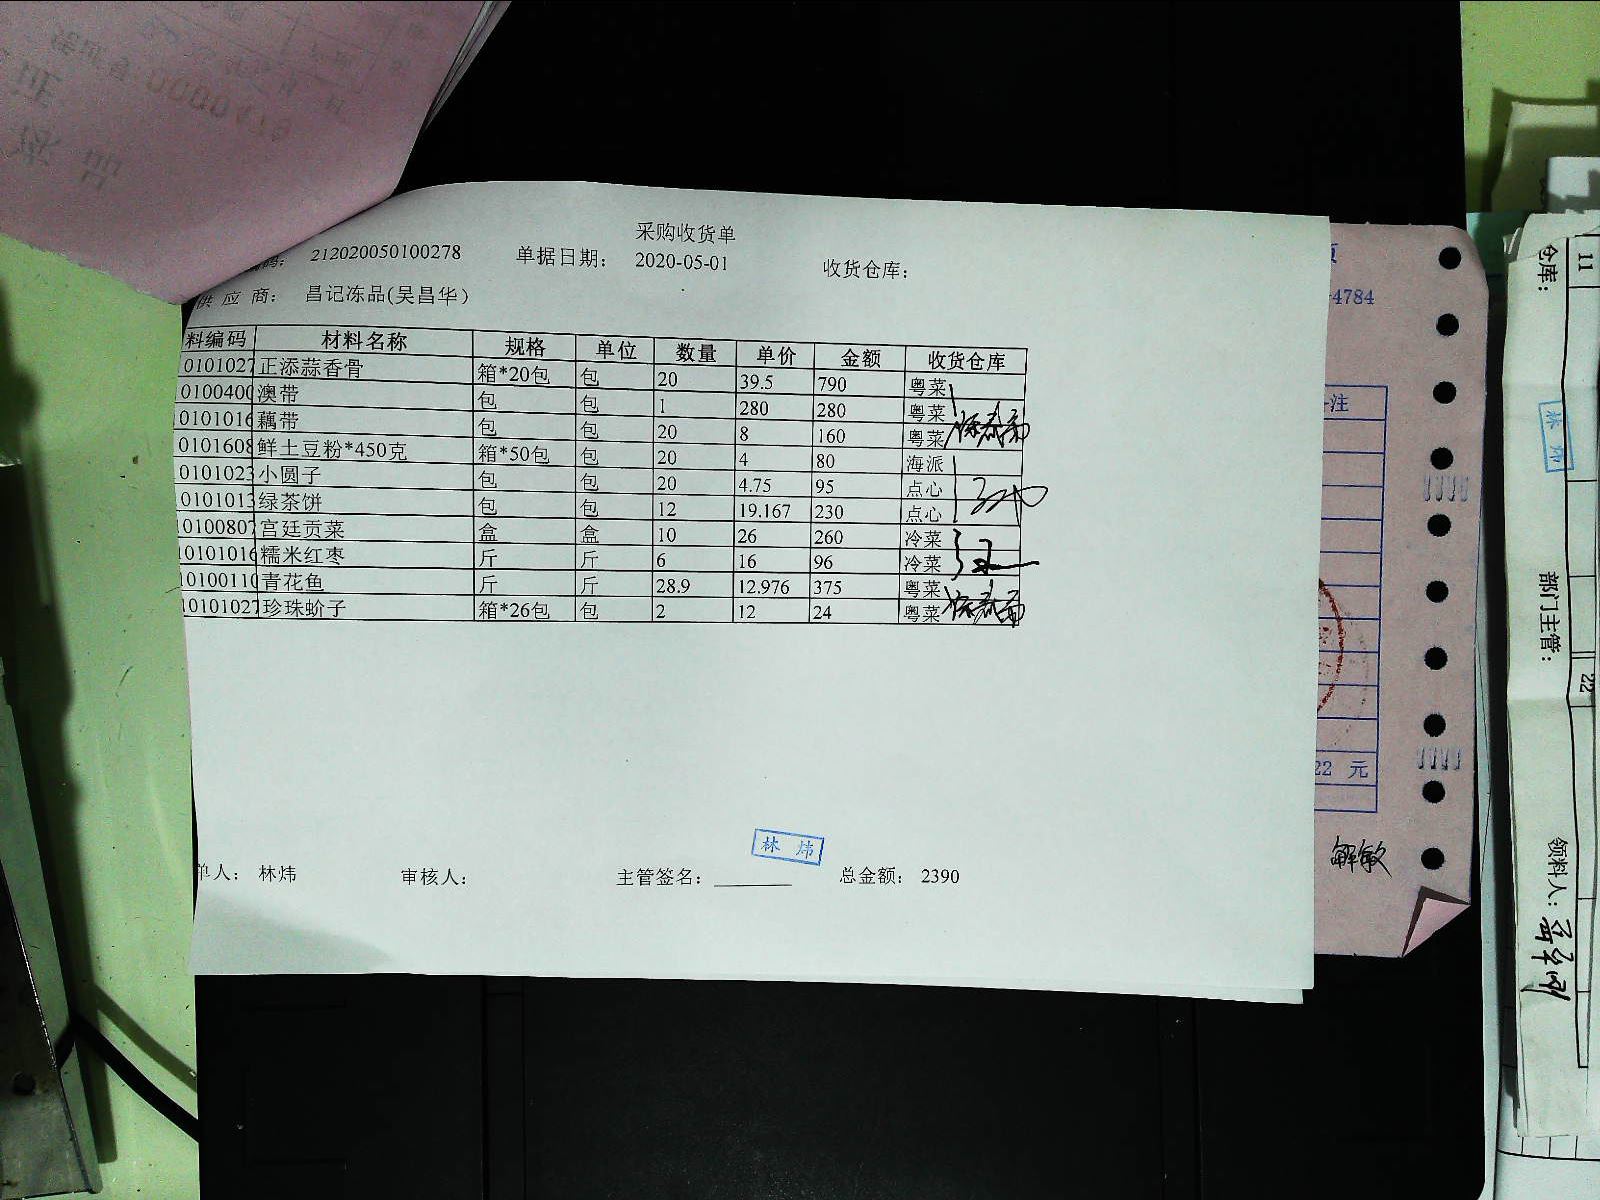 采购收货单
212020050100278 单据日期： 2020-05-01 收货仓库：
供 应 商： 昌记冻品(吴昌华)
料编码 材料名称 规格 单位 数量 单价 金额 收货仓库
0101027 正添蒜香骨 箱*20包 包 20 39.5 790 粤菜
0100400 澳带 包 包 1 280 280 粤菜
0101016 藕带 包 包 20 8 160 粤菜
0101608 鲜土豆粉*450克 箱*50包 包 20 4 80 海派
0101023 小圆子 包 包 20 4.75 95 点心
0101013 绿茶饼 包 包 12 19.167 230 点心
10100807 宫廷贡菜 盒 盒 10 26 260 冷菜
10101016 糯米红枣 斤 斤 6 16 96 冷菜
10100110 青花鱼 斤 斤 28.9 12.976 375 粤菜
10101027 珍珠蚧子 箱*26包 包 2 12 24 粤菜
林 炜
单人： 林炜 审核人： 主管签名： 总金额： 2390
-4784
注
22 元
解敏
11
仓库：
林 炜
部门主管：
22
领料人：